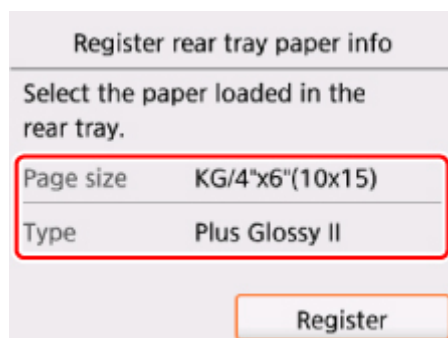 Register rear tray paper info
Select the paper loaded in the
rear tray.
Page size KG/4"x6"(10x15)
Type Plus Glossy II
Register